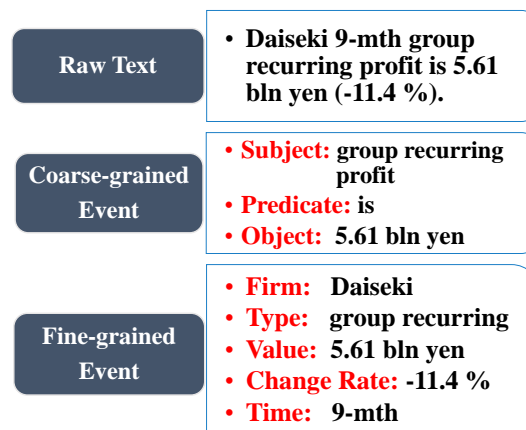 Raw Text
• Daiseki 9-mth group
recurring profit is 5.61
bln yen (-11.4 %).
Coarse-grained
Event
• Subject: group recurring
profit
• Predicate: is
• Object: 5.61 bln yen
Fine-grained
Event
• Firm: Daiseki
• Type: group recurring
• Value: 5.61 bln yen
• Change Rate: -11.4 %
• Time: 9-mth